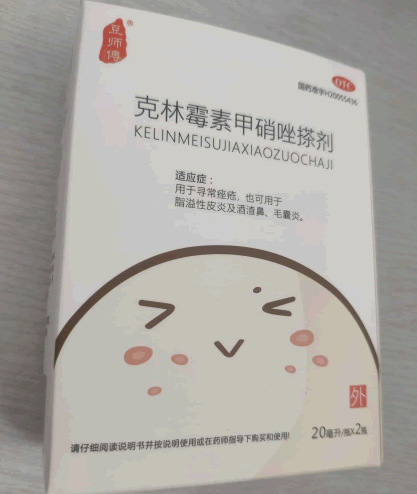 豆师傅
OTC
国药准字H20055436
克林霉素甲硝唑搽剂
KELINMEISUJIAXIAOZUOCHAJI
适应症：
用于寻常痤疮，也可用于
脂溢性皮炎及酒渣鼻、毛囊炎。
外
请仔细阅读说明书并按说明使用或在药师指导下购买和使用!
20毫升/瓶X2瓶